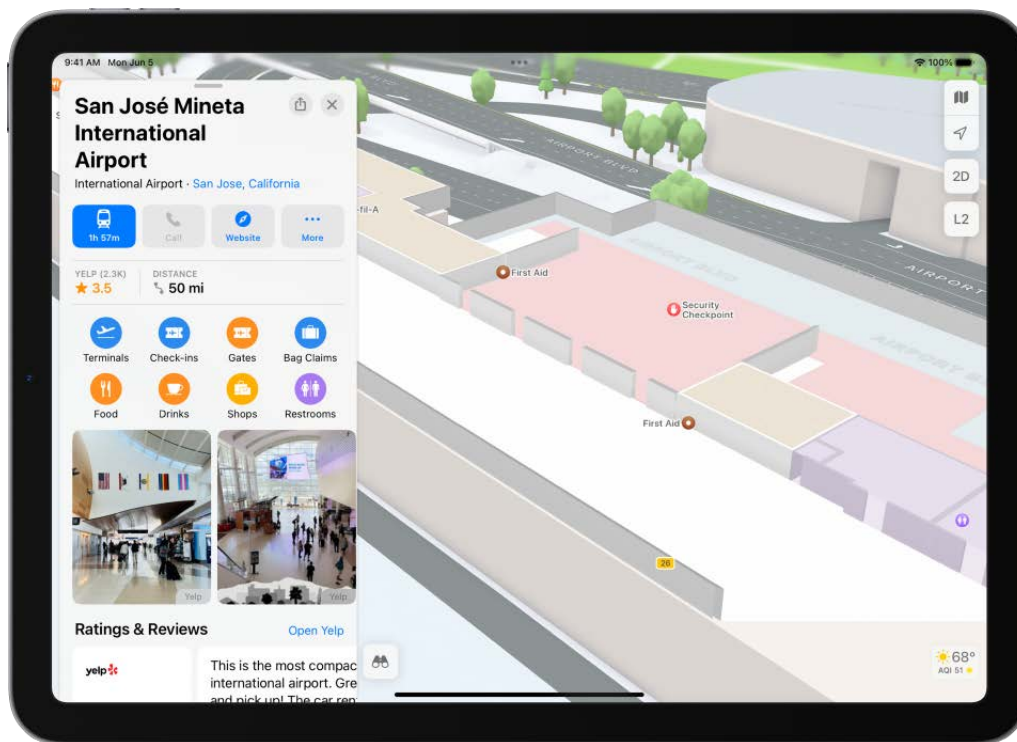 9:41 AM Mon Jun 5
100%
San José Mineta
International
Airport
International Airport · San Jose, California
1h 57m
Call
Website
More
YELP (2.3K)
DISTANCE
3.5
50 mi
Terminals
Check-ins
Gates
Bag Claims
Food
Drinks
Shops
Restrooms
Yelp
Yelp
Ratings & Reviews
Open Yelp
yelp
This is the most compac
international airport. Gre
and pick up! The car ren
-fil-A
First Aid
Security
Checkpoint
First Aid
26
AIRPORT BLVD
AIRPORT BLVD
AIRPORT
2D
L2
68°
AQI 51